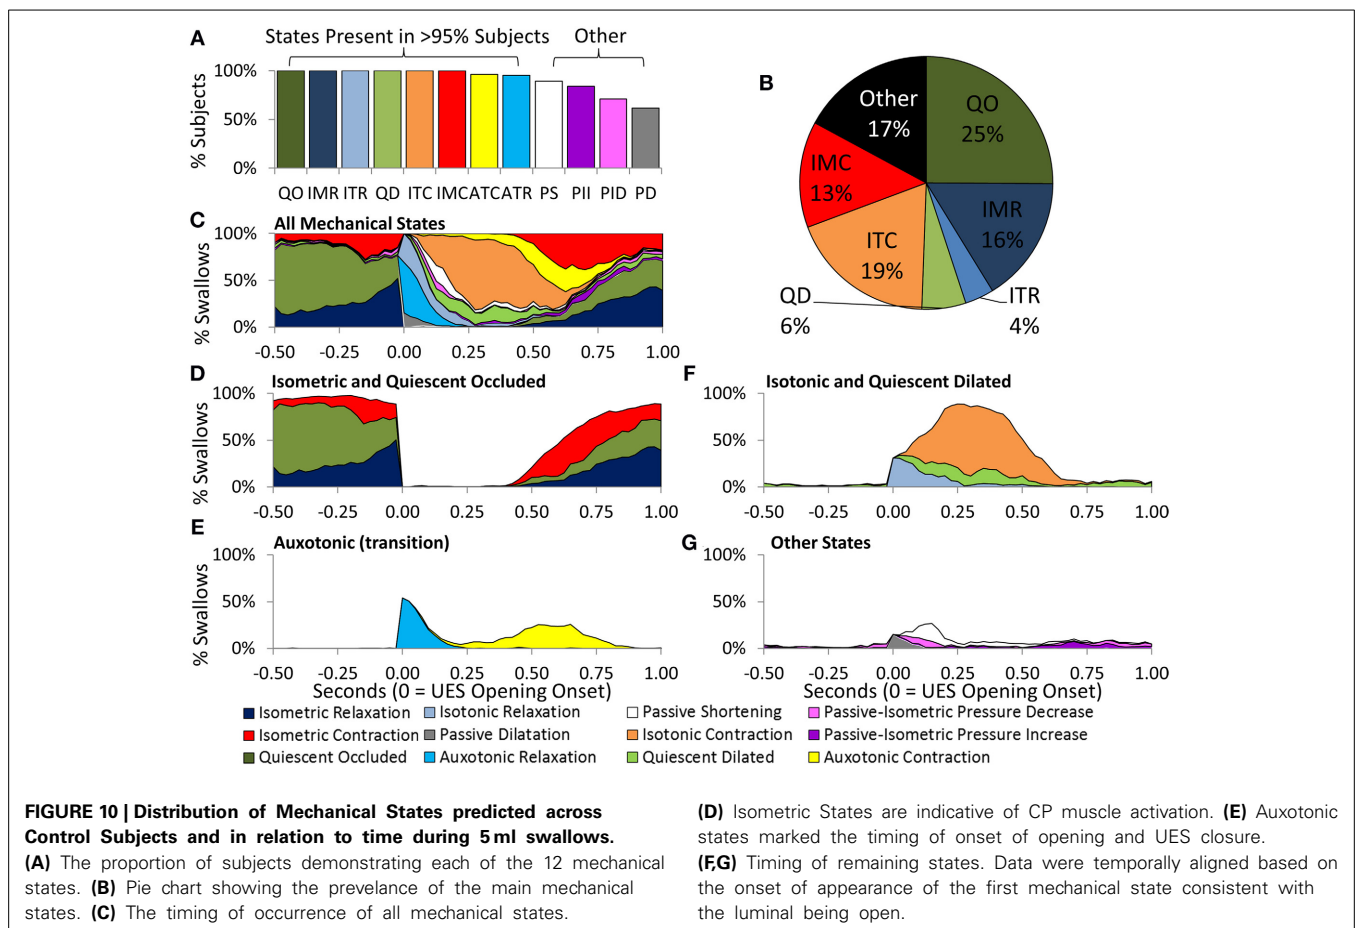 A States Present in >95% Subjects Other
100%
50%
0%
% Subjects
QO IMR ITR QD ITC IMC ATC ATR PS PII PID PD
B
Other
17%
QO
25%
IMC
13%
IMR
16%
ITC
19%
QD
6%
ITR
4%
C All Mechanical States
100%
50%
0%
% Swallows
-0.50 -0.25 0.00 0.25 0.50 0.75 1.00
D Isometric and Quiescent Occluded
100%
50%
0%
% Swallows
-0.50 -0.25 0.00 0.25 0.50 0.75 1.00
F Isotonic and Quiescent Dilated
100%
50%
0%
-0.50 -0.25 0.00 0.25 0.50 0.75 1.00
E Auxotonic (transition)
100%
50%
0%
% Swallows
-0.50 -0.25 0.00 0.25 0.50 0.75 1.00
Seconds (0 = UES Opening Onset)
G Other States
100%
50%
0%
-0.50 -0.25 0.00 0.25 0.50 0.75 1.00
Seconds (0 = UES Opening Onset)
Isometric Relaxation Isotonic Relaxation Passive Shortening Passive-Isometric Pressure Decrease
Isometric Contraction Passive Dilatation Isotonic Contraction Passive-Isometric Pressure Increase
Quiescent Occluded Auxotonic Relaxation Quiescent Dilated Auxotonic Contraction
FIGURE 10 | Distribution of Mechanical States predicted across
Control Subjects and in relation to time during 5 ml swallows.
(A) The proportion of subjects demonstrating each of the 12 mechanical
states. (B) Pie chart showing the prevelance of the main mechanical
states. (C) The timing of occurrence of all mechanical states.
(D) Isometric States are indicative of CP muscle activation. (E) Auxotonic
states marked the timing of onset of opening and UES closure.
(F,G) Timing of remaining states. Data were temporally aligned based on
the onset of appearance of the first mechanical state consistent with
the luminal being open.